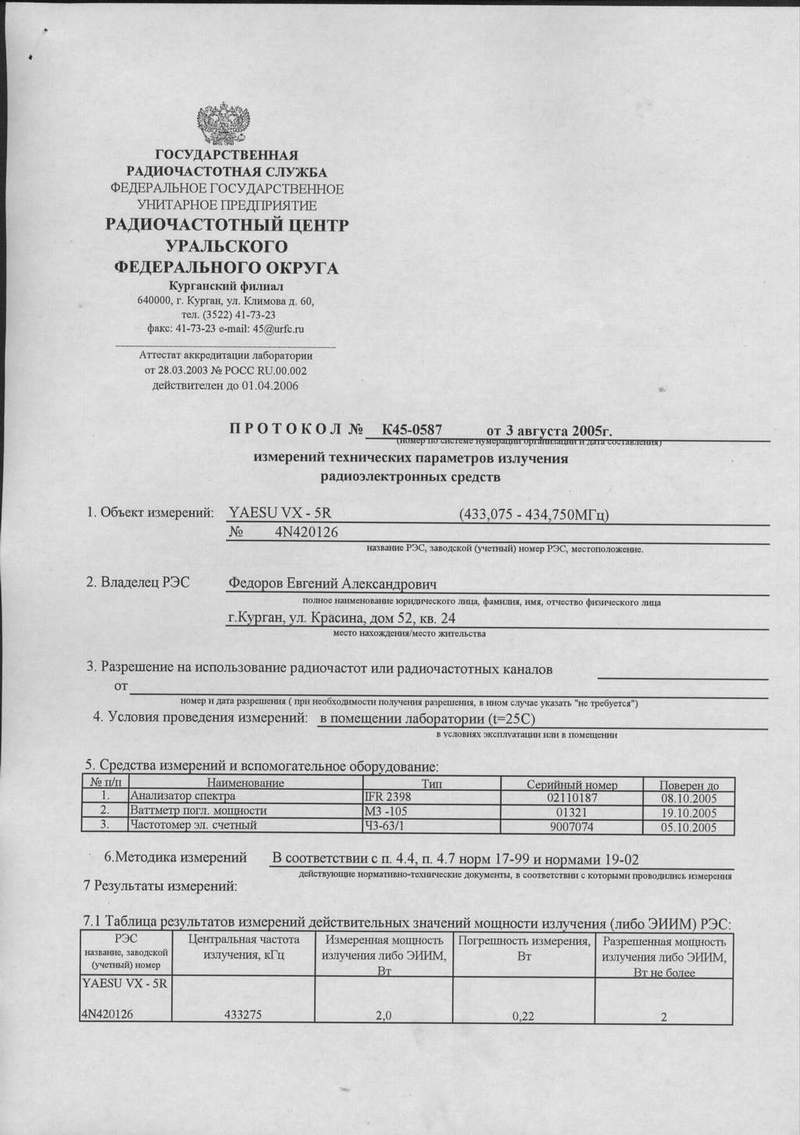 ГОСУДАРСТВЕННАЯ
РАДИОЧАСТОТНАЯ СЛУЖБА
ФЕДЕРАЛЬНОЕ ГОСУДАРСТВЕННОЕ
УНИТАРНОЕ ПРЕДПРИЯТИЕ
РАДИОЧАСТОТНЫЙ ЦЕНТР
УРАЛЬСКОГО
ФЕДЕРАЛЬНОГО ОКРУГА
Курганский филиал
640000, г. Курган, ул. Климова д. 60,
тел. (3522) 41-73-23
факс: 41-73-23 e-mail: 45@urfc.ru
Аттестат аккредитации лаборатории
от 28.03.2003 № РОСС RU.00.002
действителен до 01.04.2006
ПРОТОКОЛ № К45-0587 от 3 августа 2005г.
(номер по системе нумерации организации и дата составления)
измерений технических параметров излучения
радиоэлектронных средств
1. Объект измерений: YAESU VX - 5R (433,075 - 434,750МГц)
№ 4N420126
название РЭС, заводской (учетный) номер РЭС, местоположение.
2. Владелец РЭС Федоров Евгений Александрович
полное наименование юридического лица, фамилия, имя, отчество физического лица
г.Курган, ул. Красина, дом 52, кв. 24
место нахождения/место жительства
3. Разрешение на использование радиочастот или радиочастотных каналов
от
номер и дата разрешения ( при необходимости получения разрешения, в ином случае указать "не требуется")
4. Условия проведения измерений: в помещении лаборатории (t=25С)
в условиях эксплуатации или в помещении
5. Средства измерений и вспомогательное оборудование:
№ п/п Наименование Тип Серийный номер Поверен до
1. Анализатор спектра IFR 2398 02110187 08.10.2005
2. Ваттметр погл. мощности М3 -105 01321 19.10.2005
3. Частотомер эл. счетный Ч3-63/1 9007074 05.10.2005
6.Методика измерений В соответствии с п. 4.4, п. 4.7 норм 17-99 и нормами 19-02
действующие нормативно-технические документы, в соответствии с которыми проводились измерения
7 Результаты измерений:
7.1 Таблица результатов измерений действительных значений мощности излучения (либо ЭИИМ) РЭС:
РЭС Центральная частота Измеренная мощность Погрешность измерения, Разрешенная мощность
название, заводской излучения, кГц излучения либо ЭИИМ, Вт излучения либо ЭИИМ,
(учетный) номер Вт Вт не более
YAESU VX - 5R
4N420126 433275 2,0 0,22 2